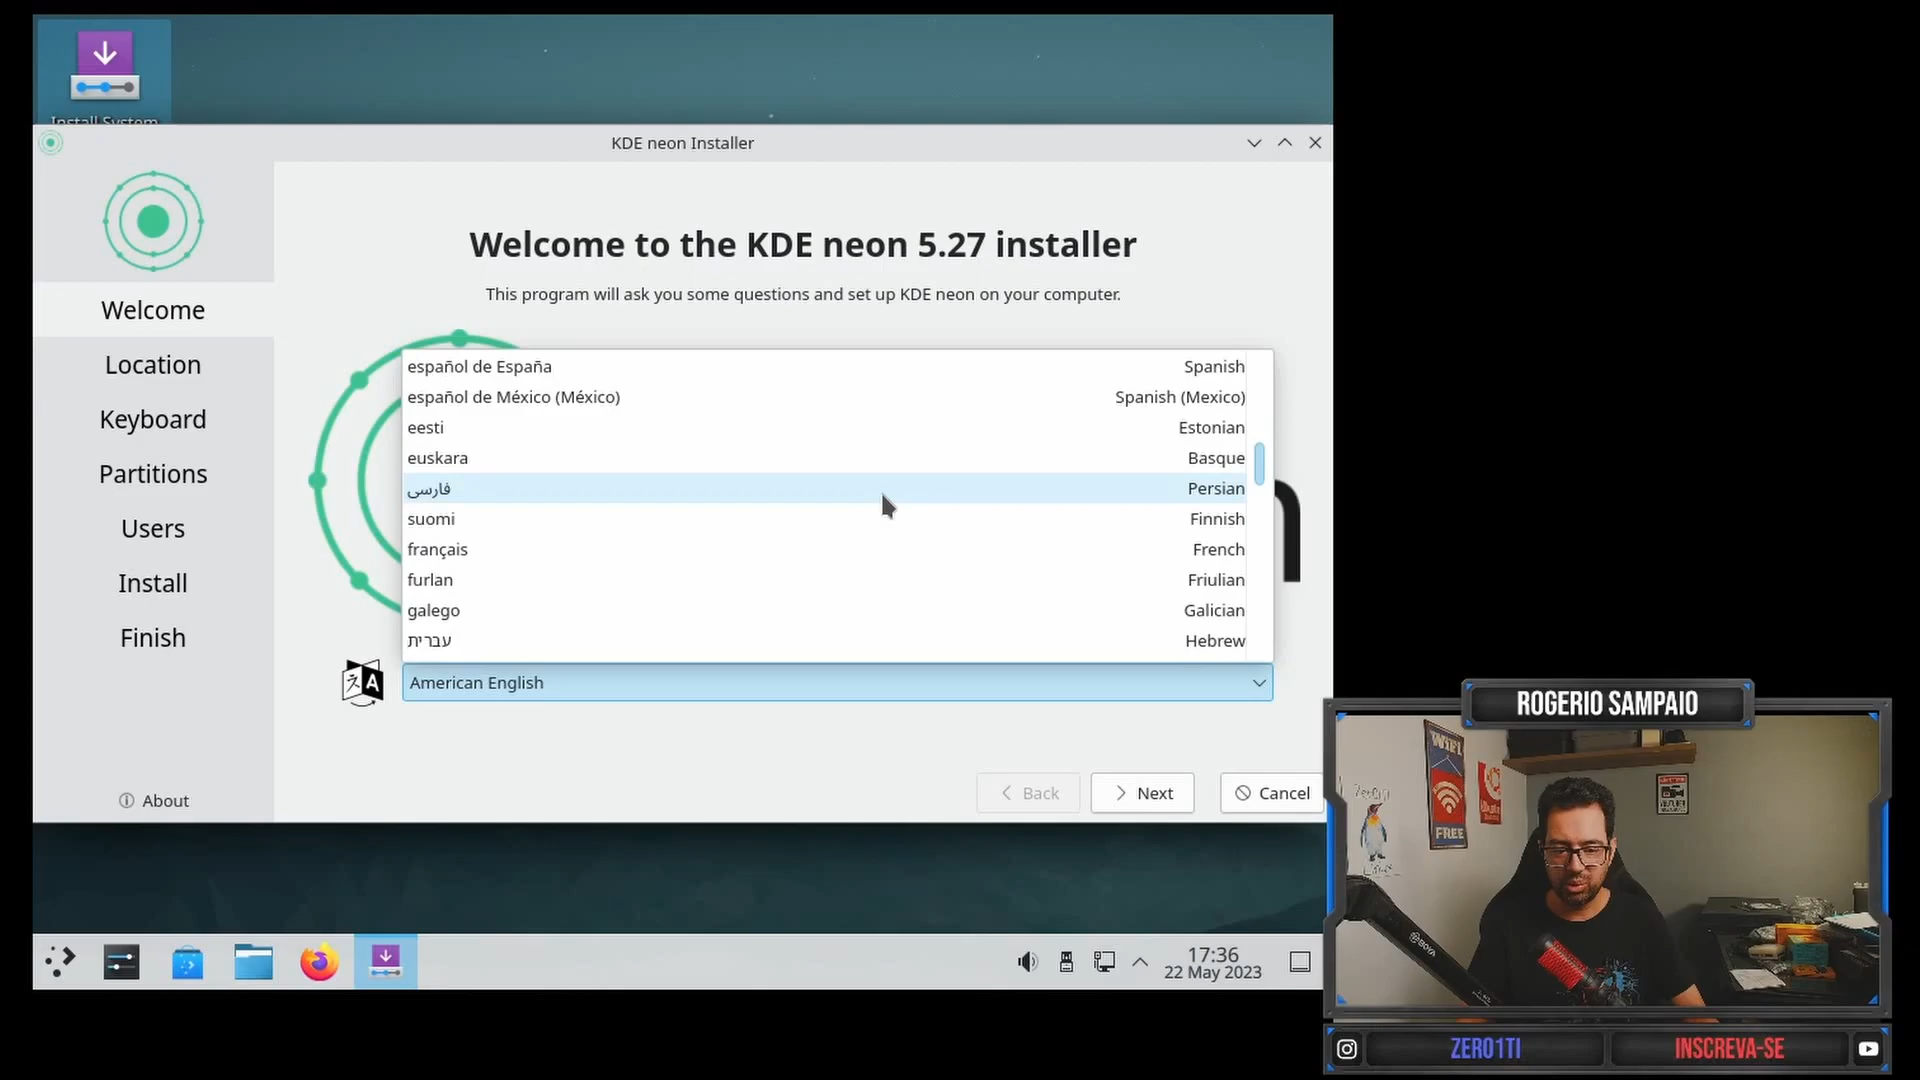 Install System
KDE neon Installer
Welcome to the KDE neon 5.27 installer
This program will ask you some questions and set up KDE neon on your computer.
Welcome
Location
Keyboard
Partitions
Users
Install
Finish
About
español de España Spanish
español de México (México) Spanish (Mexico)
eesti Estonian
euskara Basque
فارسی Persian
suomi Finnish
français French
furlan Friulian
galego Galician
עברית Hebrew
American English
Back
Next
Cancel
17:36
22 May 2023
ROGERIO SAMPAIO
WIFI
FREE
BOYA
ZERO1TI
INSCREVA-SE